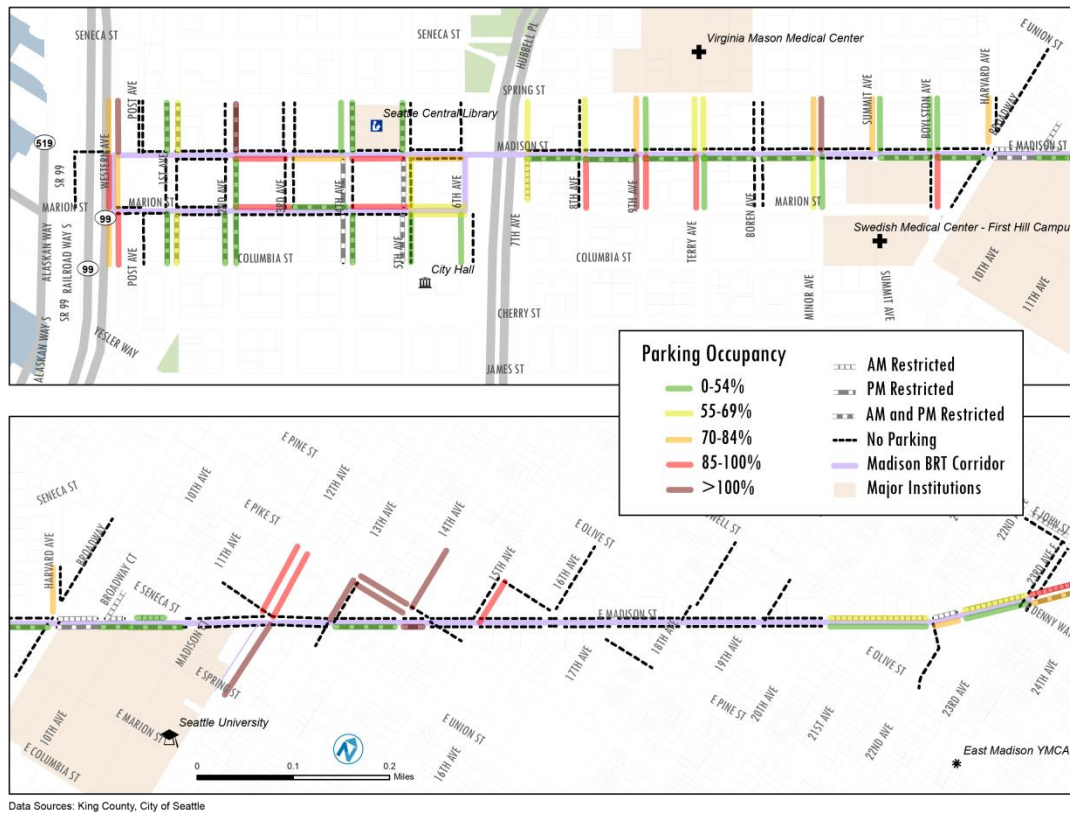 SENECA ST
SENECA ST
HUBBELL PL
Virginia Mason Medical Center
E UNION ST
POST AVE
SPRING ST
Seattle Central Library
SUMMIT AVE
BOYLSTON AVE
HARVARD AVE
BROADWAY
519
SR 99
WESTERN AVE
1ST AVE
2ND AVE
3RD AVE
4TH AVE
6TH AVE
MADISON ST
E MADISON ST
MARION ST
MARION ST
MARION ST
99
8TH AVE
9TH AVE
TERRY AVE
BOREN AVE
7TH AVE
Swedish Medical Center - First Hill Campus
ALASKAN WAY
RAILROAD WAY S
99
POST AVE
COLUMBIA ST
5TH AVE
City Hall
COLUMBIA ST
MINOR AVE
SUMMIT AVE
10TH AVE
11TH AVE
SR 99
ALASKAN WAY S
YESLER WAY
CHERRY ST
JAMES ST
Parking Occupancy
0-54%
55-69%
70-84%
85-100%
>100%
AM Restricted
PM Restricted
AM and PM Restricted
No Parking
Madison BRT Corridor
Major Institutions
SENECA ST
E PINE ST
10TH AVE
12TH AVE
E PIKE ST
13TH AVE
14TH AVE
11TH AVE
HARVARD AVE
BROADWAY
BROADWAY CT
E SENECA ST
15TH AVE
E OLIVE ST
16TH AVE
22ND
E JOHN ST
23RD AVE E
E DENNY WAY
MADISON
E MADISON ST
18TH AVE
17TH AVE
19TH AVE
E OLIVE ST
E SPRING ST
E PINE ST
20TH AVE
21ST AVE
22ND AVE
23RD AVE
24TH AVE
10TH AVE
E MARION ST
Seattle University
E COLUMBIA ST
E UNION ST
16TH AVE
N
0 0.1 0.2
Miles
East Madison YMCA
Data Sources: King County, City of Seattle